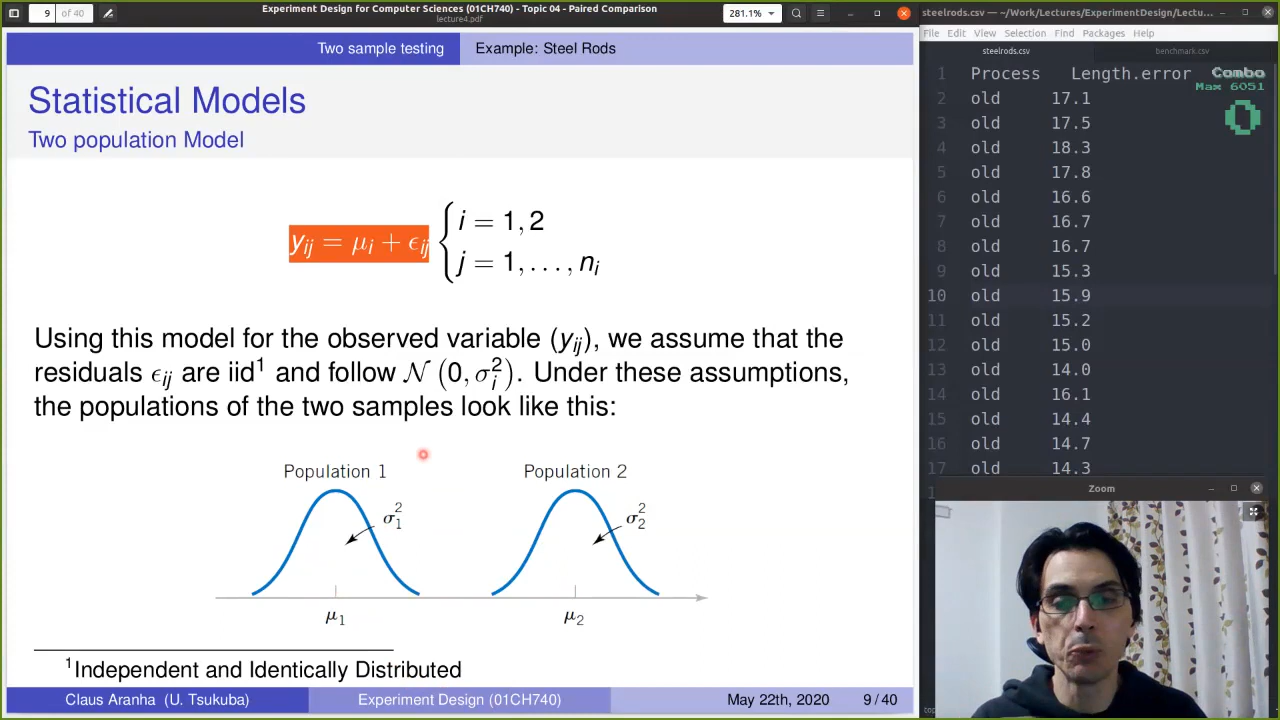 Experiment Design for Computer Sciences (01CH740) - Topic 04 - Paired Comparison
lecture4.pdf
9 of 40
281.1%
Two sample testing
Example: Steel Rods
Statistical Models
Two population Model
y_ij = μ_i + ϵ_ij { i = 1, 2
j = 1, . . . , n_i
Using this model for the observed variable (y_ij), we assume that the
residuals ϵ_ij are iid¹ and follow 𝒩 (0, σ_i²). Under these assumptions,
the populations of the two samples look like this:
Population 1
Population 2
σ₁²
σ₂²
μ₁
μ₂
¹Independent and Identically Distributed
Claus Aranha (U. Tsukuba)
Experiment Design (01CH740)
May 22th, 2020
9 / 40
steelrods.csv — ~/Work/Lectures/ExperimentDesign/Lectu...
File Edit View Selection Find Packages Help
steelrods.csv
benchmark.csv
1 Process Length.error
2 old 17.1
3 old 17.5
4 old 18.3
5 old 17.8
6 old 16.6
7 old 16.7
8 old 16.7
9 old 15.3
10 old 15.9
11 old 15.2
12 old 15.0
13 old 14.0
14 old 16.1
15 old 14.4
16 old 14.7
17 old 14.3
Combo
Max 6051
0
Zoom